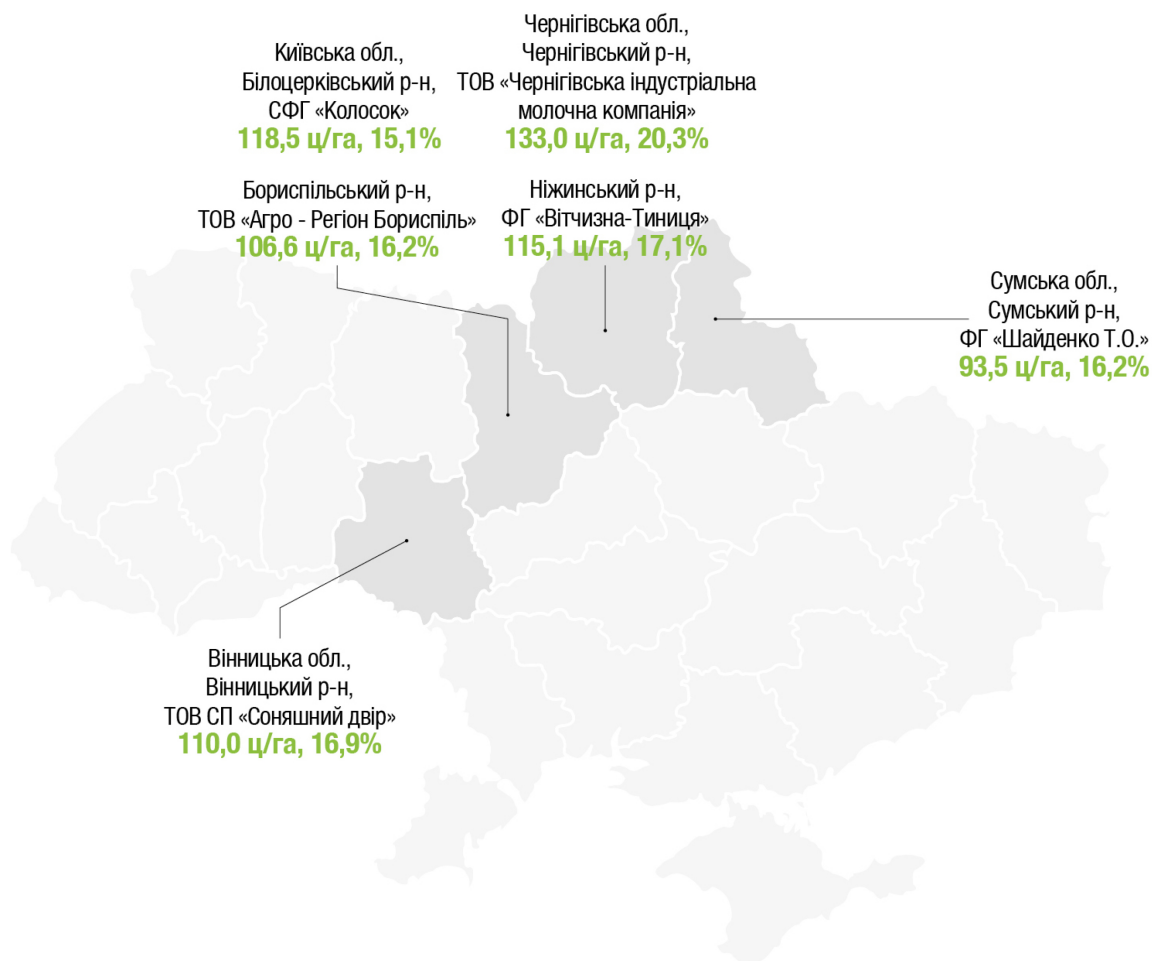 Київська обл.,
Білоцерківський р-н,
СФГ «Колосок»
118,5 ц/га, 15,1%
Бориспільський р-н,
ТОВ «Агро - Регіон Бориспіль»
106,6 ц/га, 16,2%
Чернігівська обл.,
Чернігівський р-н,
ТОВ «Чернігівська індустріальна
молочна компанія»
133,0 ц/га, 20,3%
Ніжинський р-н,
ФГ «Вітчизна-Тиниця»
115,1 ц/га, 17,1%
Сумська обл.,
Сумський р-н,
ФГ «Шайденко Т.О.»
93,5 ц/га, 16,2%
Вінницька обл.,
Вінницький р-н,
ТОВ СП «Соняшний двір»
110,0 ц/га, 16,9%